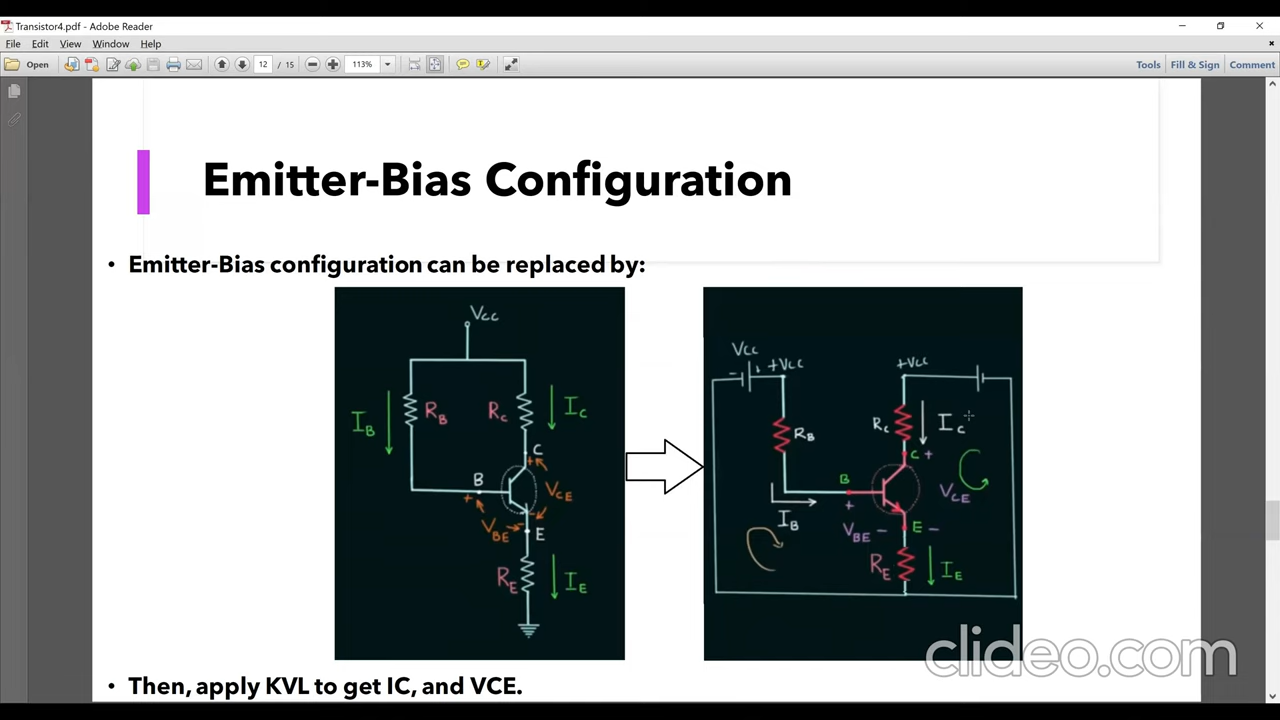 Transistor4.pdf - Adobe Reader
File Edit View Window Help
Open 12 / 15 113% Tools Fill & Sign Comment
Emitter-Bias Configuration
• Emitter-Bias configuration can be replaced by:
VCC
IB RB RC IC
C
+
B
+
VCE
VBE
-
-
E
RE IE
VCC
- + +VCC
+VCC
RB
RC IC
C +
B
+
VCE
IB
VBE - E -
RE IE
clideo.com
• Then, apply KVL to get IC, and VCE.